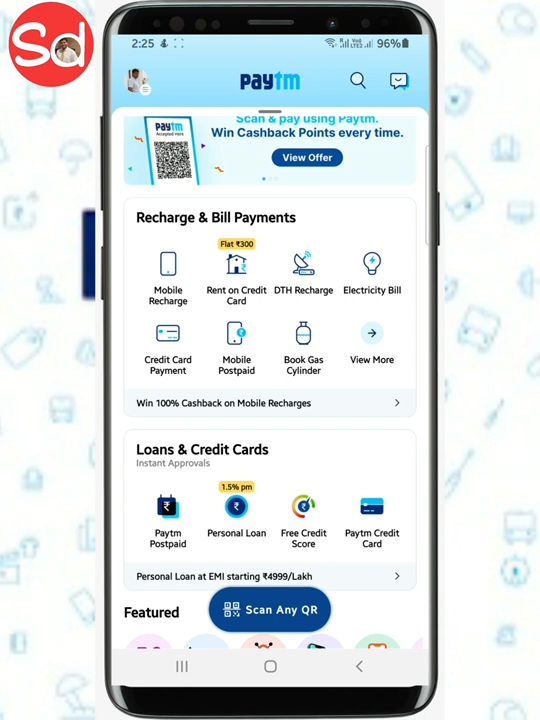 Sd
2:25
VoLTE2 96%
paytm
Scan & pay using Paytm.
Win Cashback Points every time.
View Offer
paytm
Accepted Here
Recharge & Bill Payments
Flat ₹300
Mobile
Recharge
Rent on Credit
Card
DTH Recharge
Electricity Bill
Credit Card
Payment
Mobile
Postpaid
Book Gas
Cylinder
View More
Win 100% Cashback on Mobile Recharges
Loans & Credit Cards
Instant Approvals
1.5% pm
Paytm
Postpaid
Personal Loan
Free Credit
Score
Paytm Credit
Card
Personal Loan at EMI starting ₹4999/Lakh
Featured
Scan Any QR